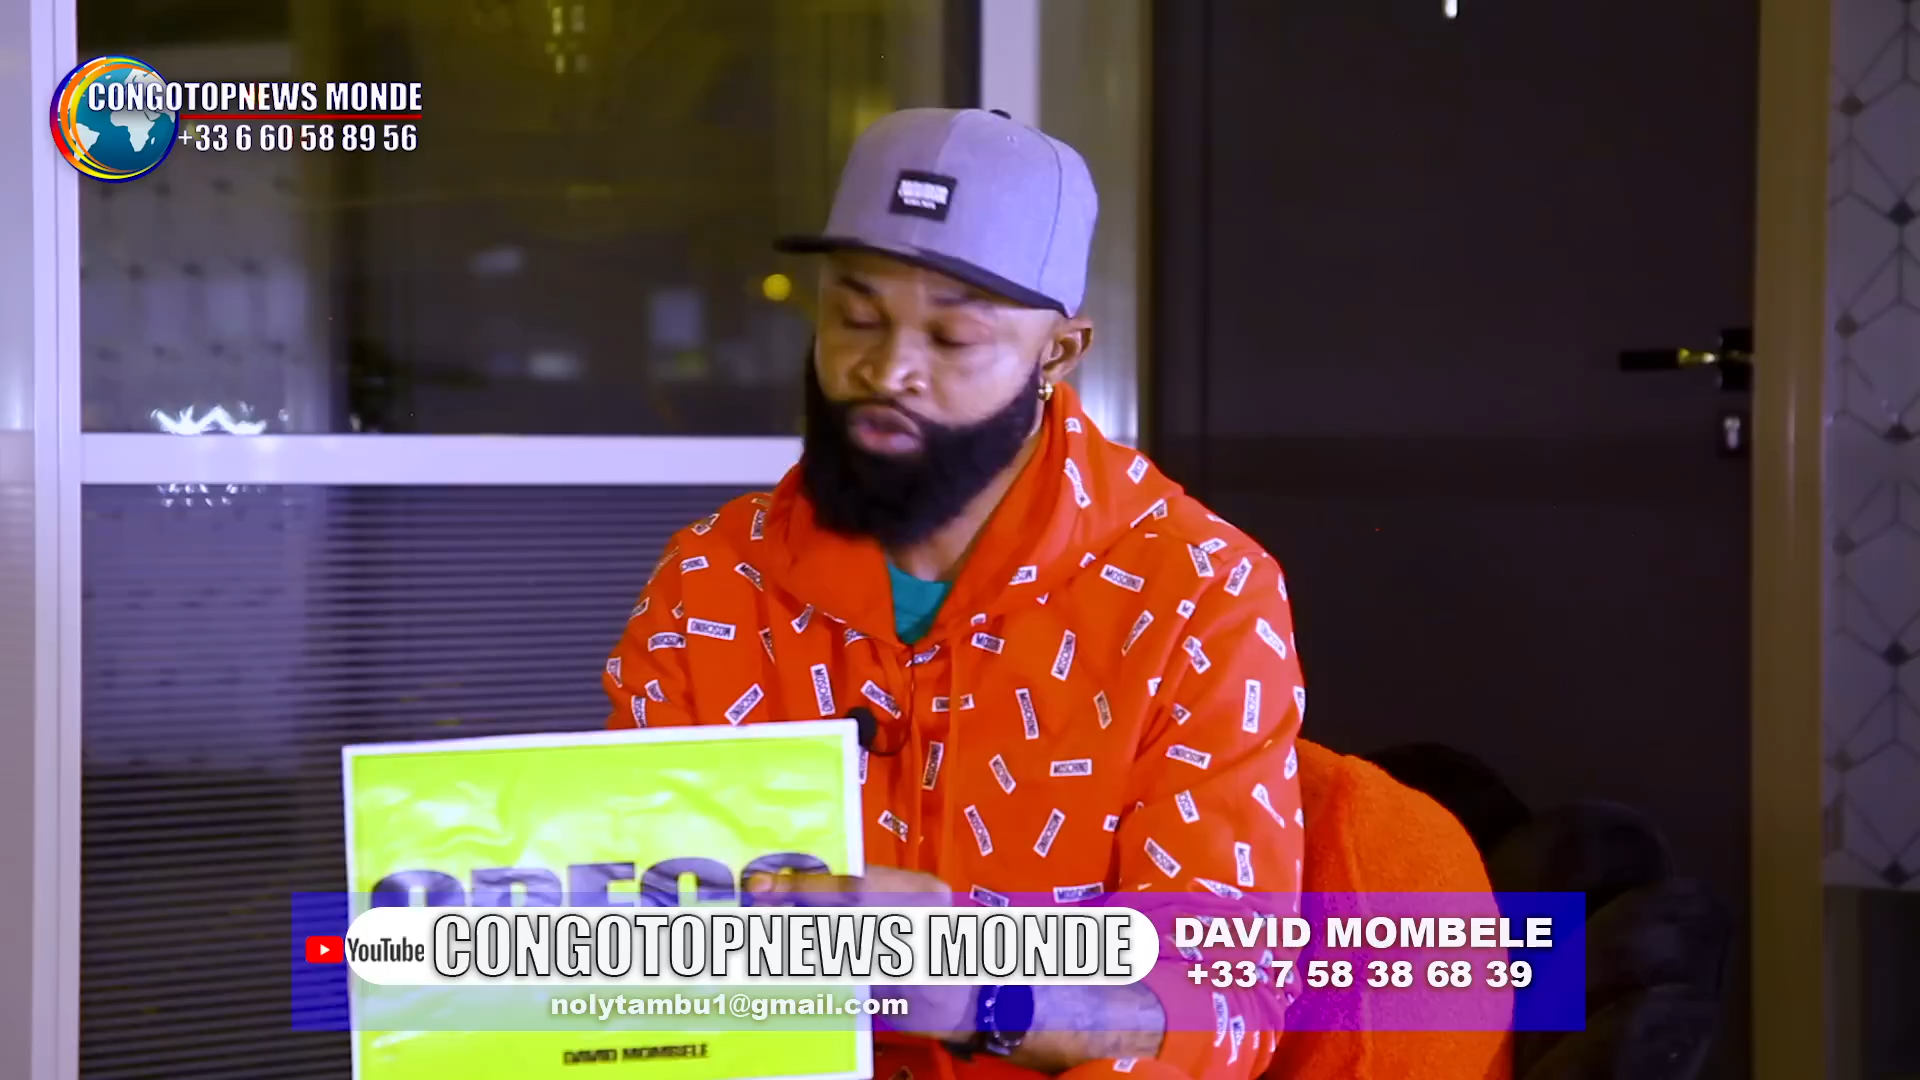 CONGOTOPNEWS MONDE
+33 6 60 58 89 56
MOSCHINO
YouTube CONGOTOPNEWS MONDE
DAVID MOMBELE
+33 7 58 38 68 39
nolytambu1@gmail.com
DAVID MOMBELE